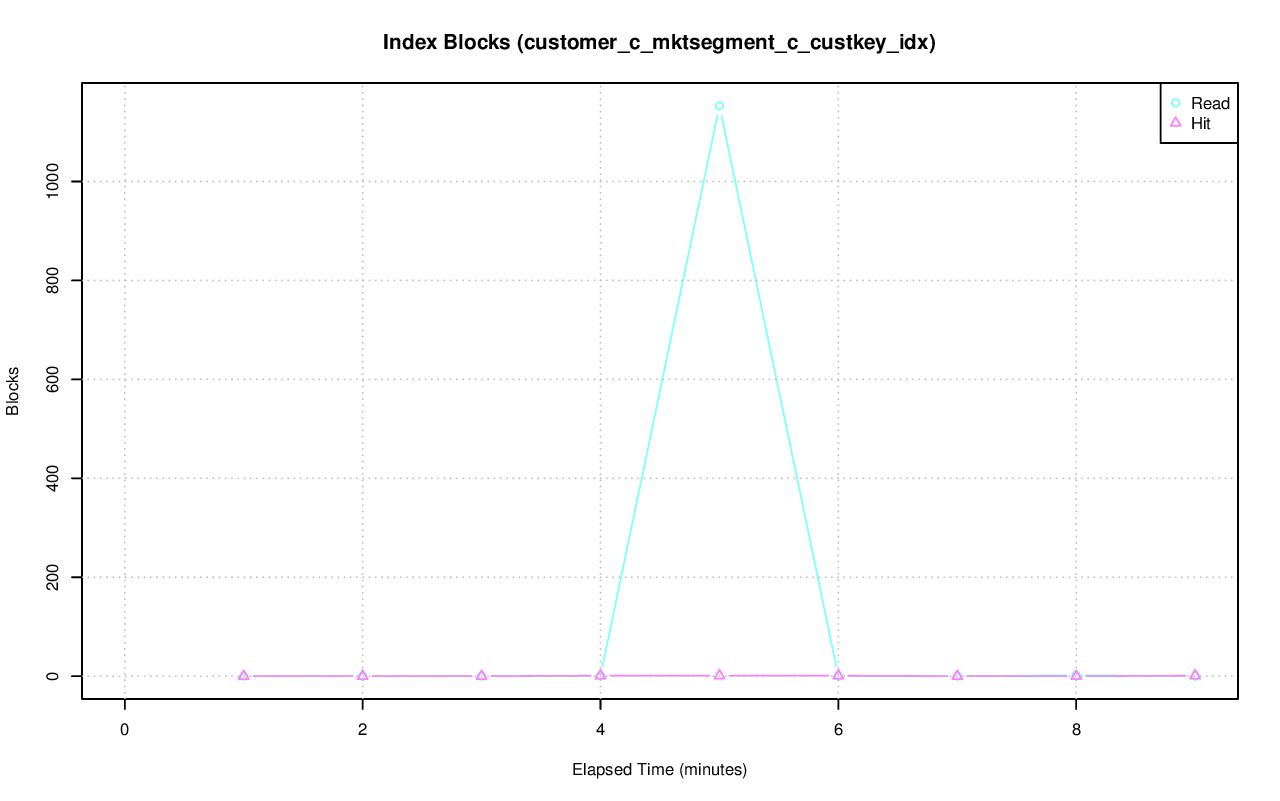 Index Blocks (customer_c_mktsegment_c_custkey_idx)
Read
Hit
Blocks
1000
800
600
400
200
0
0 2 4 6 8
Elapsed Time (minutes)